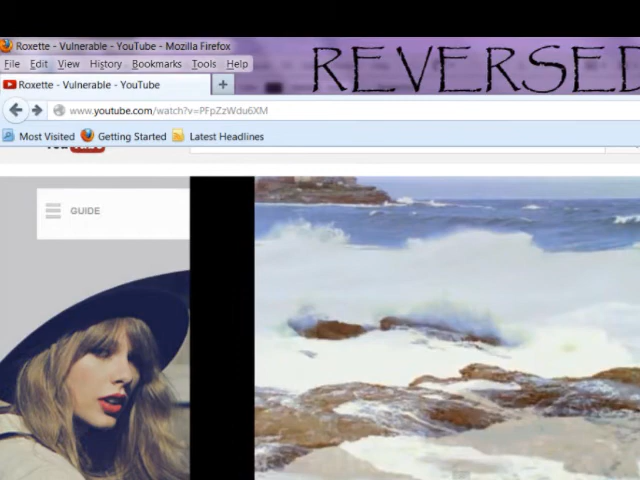 Roxette - Vulnerable - YouTube - Mozilla Firefox
REVERSED
File Edit View History Bookmarks Tools Help
Roxette - Vulnerable - YouTube
www.youtube.com/watch?v=PFpZzWdu6XM
Most Visited Getting Started Latest Headlines
GUIDE